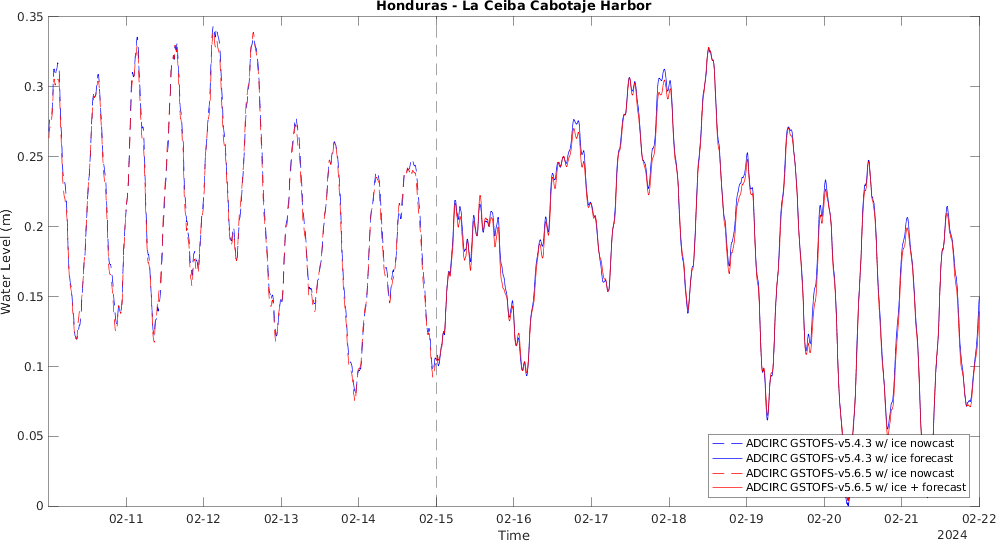 Honduras - La Ceiba Cabotaje Harbor
0.35
0.3
0.25
0.2
0.15
0.1
0.05
0
Water Level (m)
ADCIRC GSTOFS-v5.4.3 w/ ice nowcast
ADCIRC GSTOFS-v5.4.3 w/ ice forecast
ADCIRC GSTOFS-v5.6.5 w/ ice nowcast
ADCIRC GSTOFS-v5.6.5 w/ ice + forecast
02-11 02-12 02-13 02-14 02-15 02-16 02-17 02-18 02-19 02-20 02-21 02-22
Time
2024